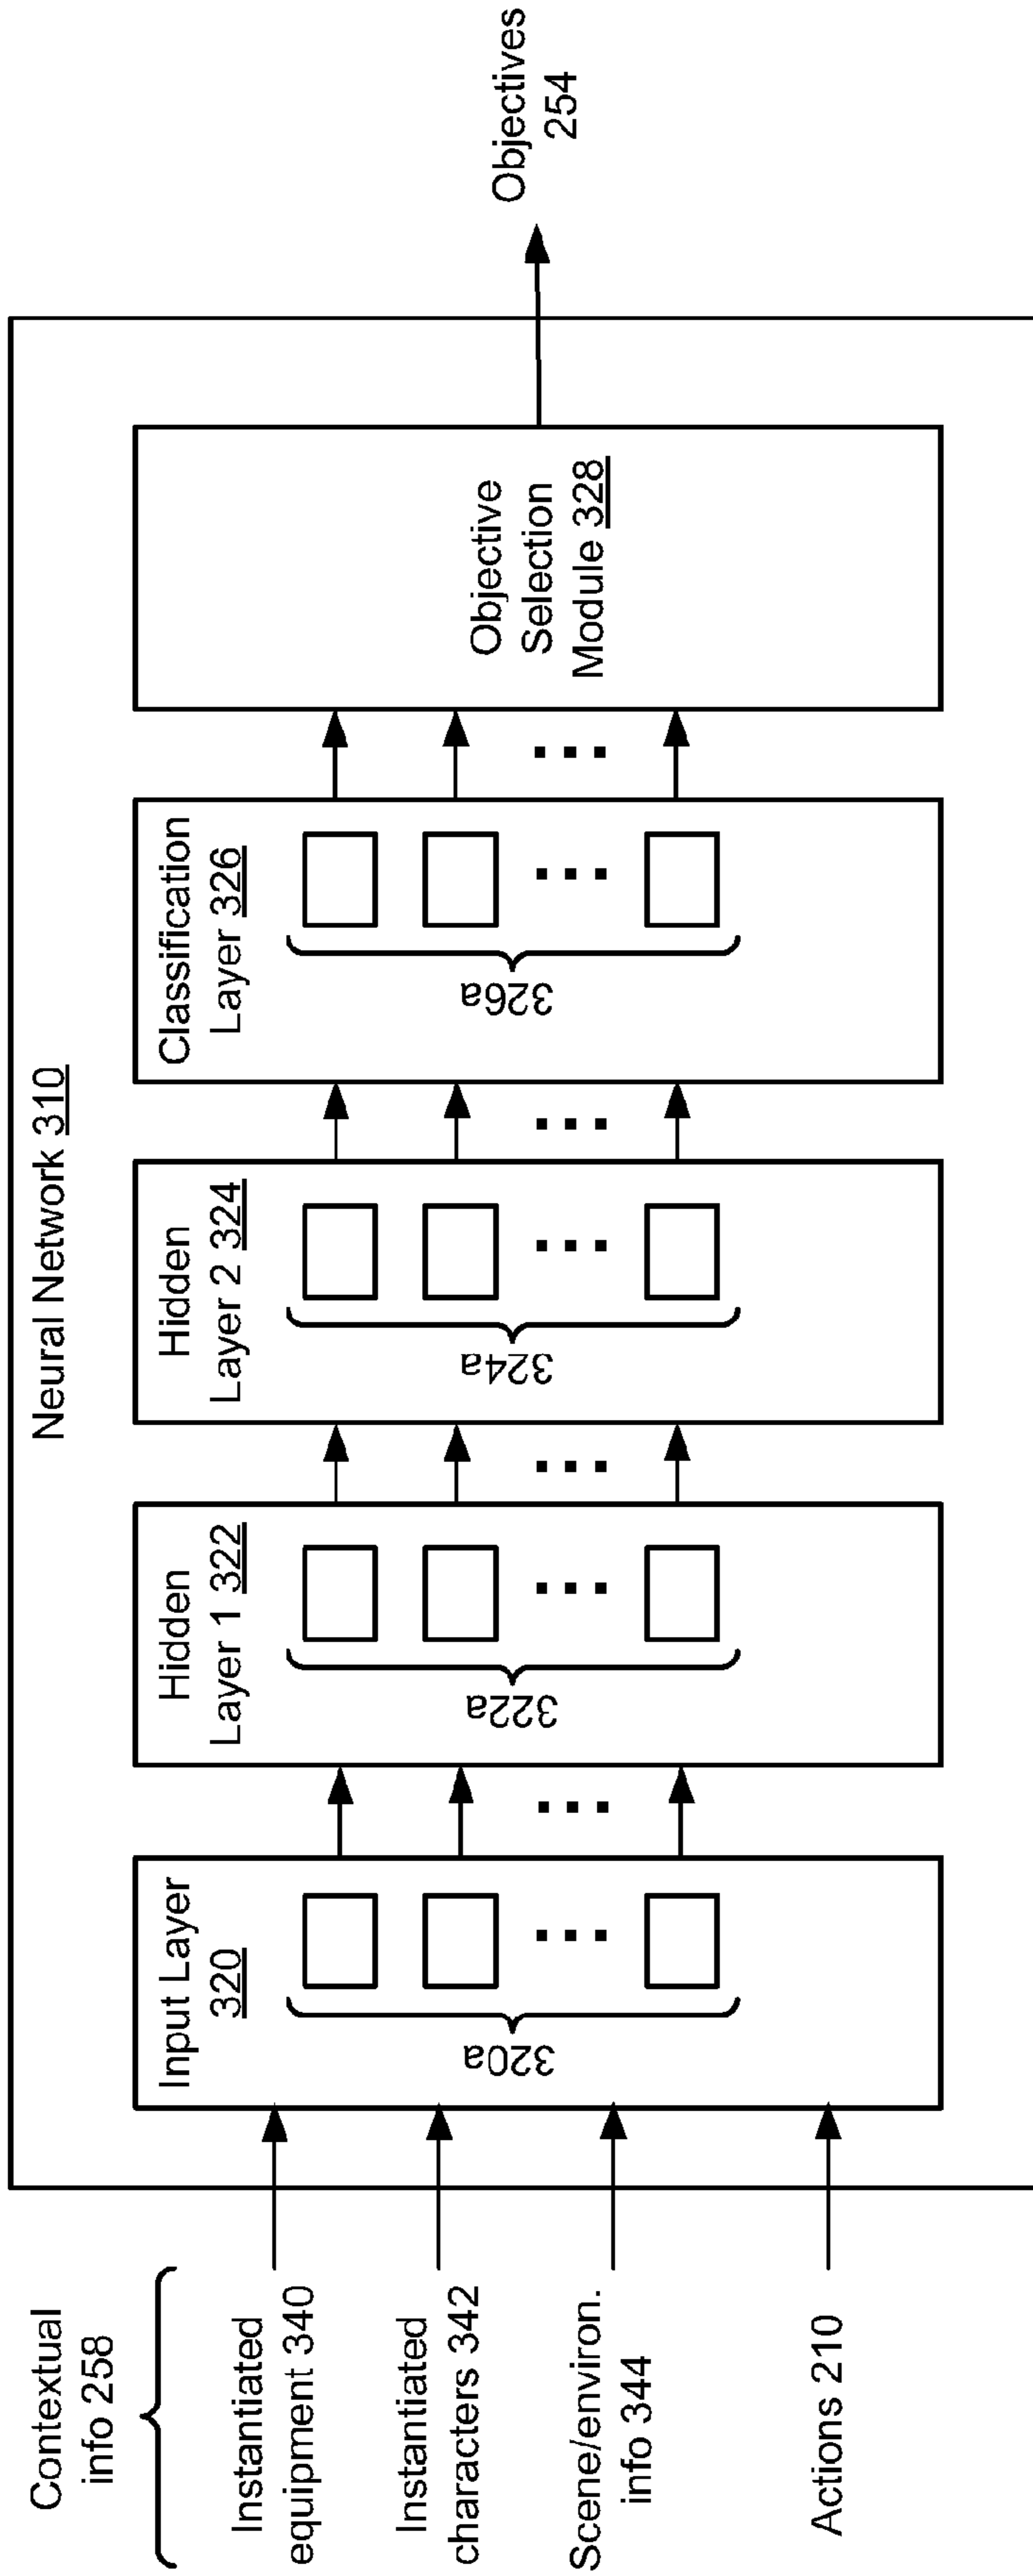 Neural Network 310
Contextual
info 258
Instantiated
equipment 340
Instantiated
characters 342
Scene/environ.
info 344
Actions 210
Input Layer
320
320a
Hidden
Layer 1 322
322a
Hidden
Layer 2 324
324a
Classification
Layer 326
326a
Objective
Selection
Module 328
Objectives
254